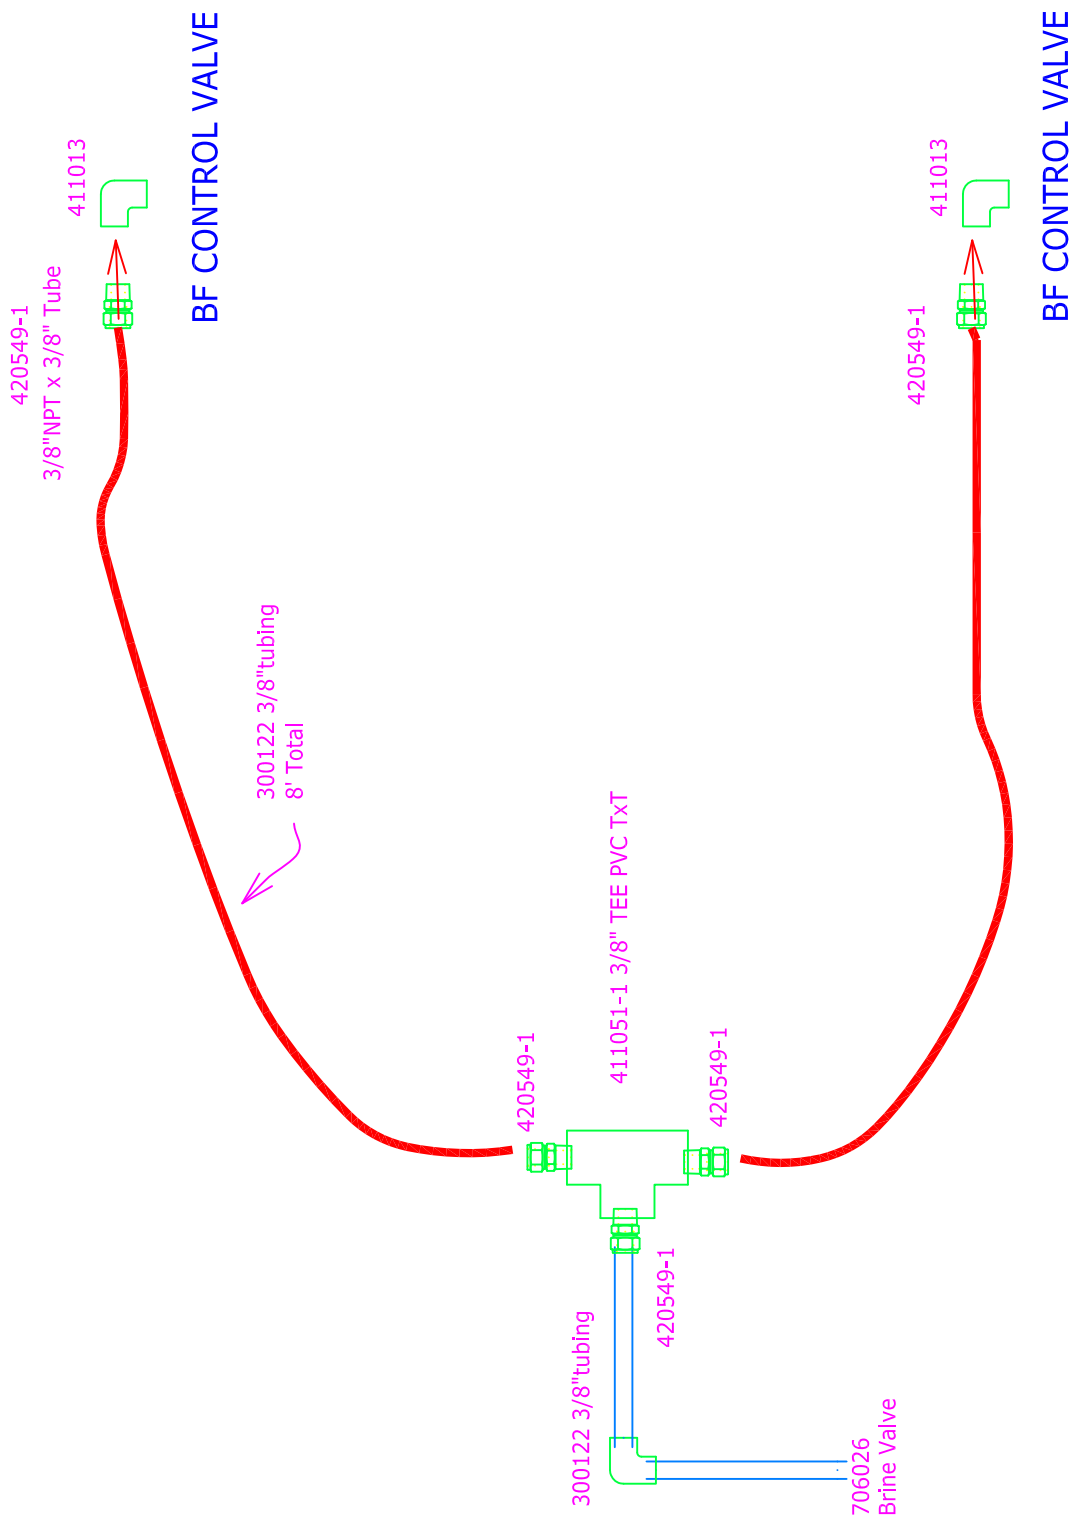 BF CONTROL VALVE
BF CONTROL VALVE
411013
411013
420549-1
3/8"NPT x 3/8" Tube
420549-1
300122 3/8"tubing
8' Total
411051-1 3/8" TEE PVC TxT
420549-1
420549-1
420549-1
300122 3/8"tubing
706026
Brine Valve